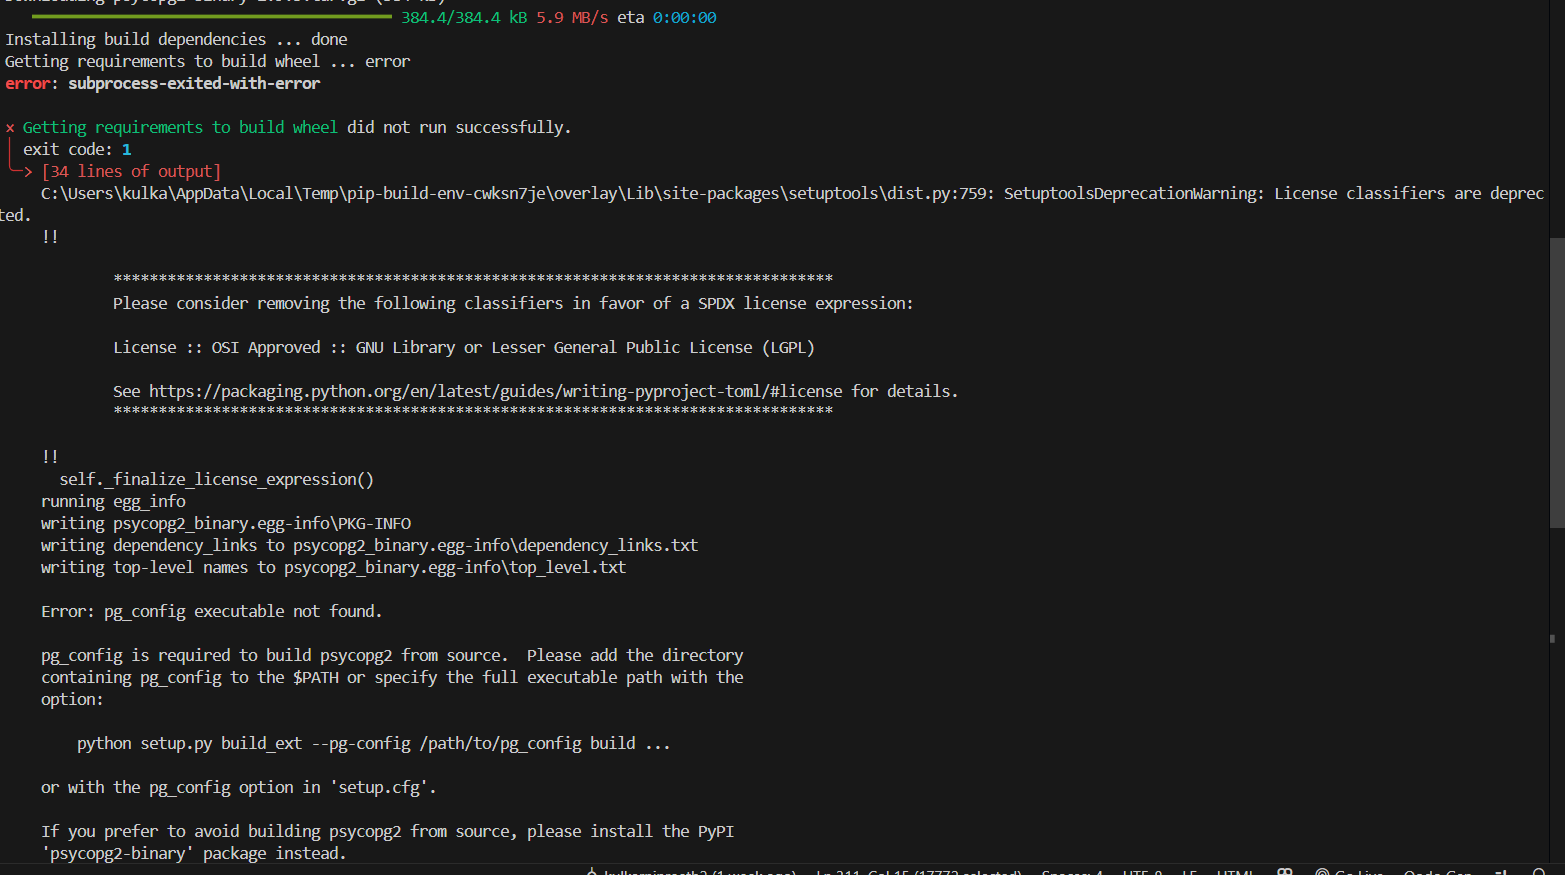 384.4/384.4 kB 5.9 MB/s eta 0:00:00
Installing build dependencies ... done
Getting requirements to build wheel ... error
error: subprocess-exited-with-error
× Getting requirements to build wheel did not run successfully.
exit code: 1
[34 lines of output]
C:\Users\kulka\AppData\Local\Temp\pip-build-env-cwksn7je\overlay\Lib\site-packages\setuptools\dist.py:759: SetuptoolsDeprecationWarning: License classifiers are deprec
ted.
!!
********************************************************************************
Please consider removing the following classifiers in favor of a SPDX license expression:
License :: OSI Approved :: GNU Library or Lesser General Public License (LGPL)
See https://packaging.python.org/en/latest/guides/writing-pyproject-toml/#license for details.
********************************************************************************
!!
self._finalize_license_expression()
running egg_info
writing psycopg2_binary.egg-info\PKG-INFO
writing dependency_links to psycopg2_binary.egg-info\dependency_links.txt
writing top-level names to psycopg2_binary.egg-info\top_level.txt
Error: pg_config executable not found.
pg_config is required to build psycopg2 from source.  Please add the directory
containing pg_config to the $PATH or specify the full executable path with the
option:
python setup.py build_ext --pg-config /path/to/pg_config build ...
or with the pg_config option in 'setup.cfg'.
If you prefer to avoid building psycopg2 from source, please install the PyPI
'psycopg2-binary' package instead.